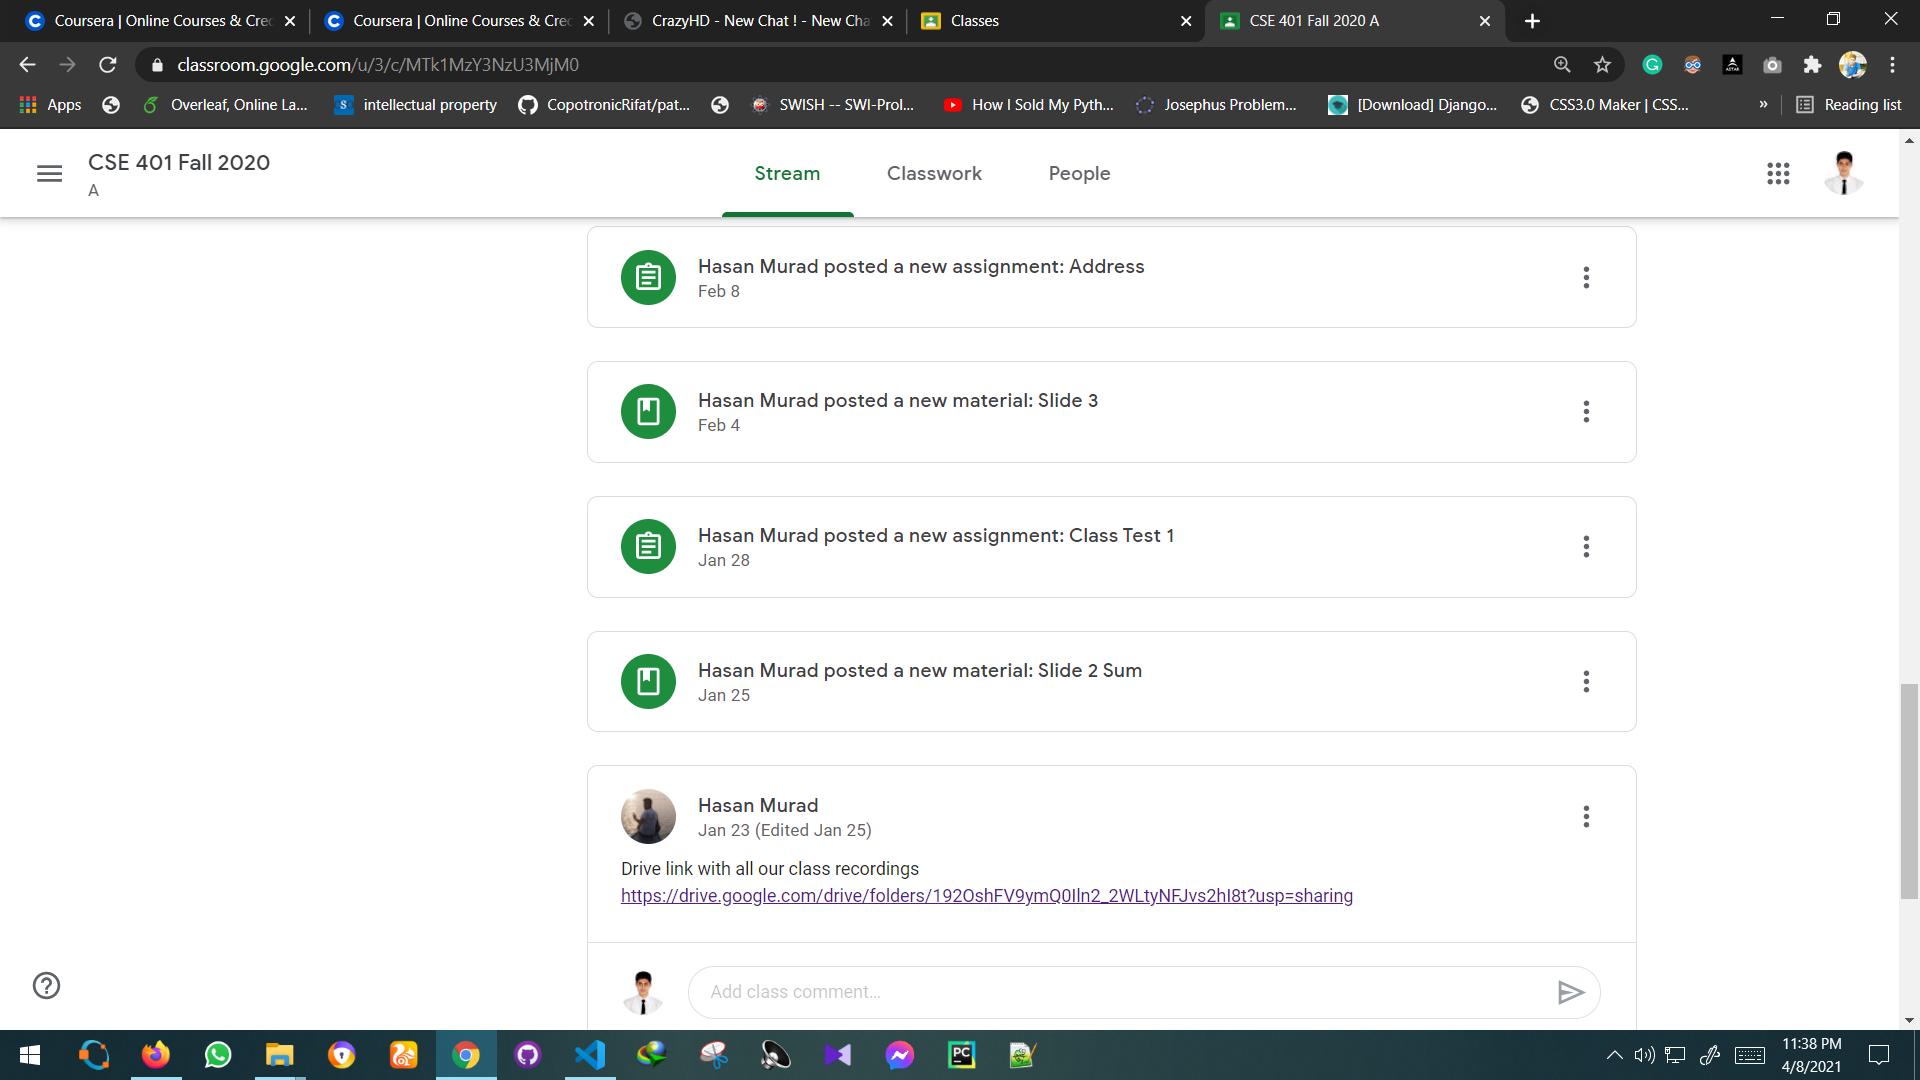 Coursera | Online Courses & Cre
Coursera | Online Courses & Cre
CrazyHD - New Chat ! - New Cha
Classes
CSE 401 Fall 2020 A
classroom.google.com/u/3/c/MTk1MzY3NzU3MjM0
Apps
Overleaf, Online La...
S
intellectual property
CopotronicRifat/pat...
SWISH -- SWI-Prol...
How I Sold My Pyth...
Josephus Problem...
[Download] Django...
CSS3.0 Maker | CSS...
»
Reading list
CSE 401 Fall 2020
A
Stream
Classwork
People
Hasan Murad posted a new assignment: Address
Feb 8
Hasan Murad posted a new material: Slide 3
Feb 4
Hasan Murad posted a new assignment: Class Test 1
Jan 28
Hasan Murad posted a new material: Slide 2 Sum
Jan 25
Hasan Murad
Jan 23 (Edited Jan 25)
Drive link with all our class recordings
https://drive.google.com/drive/folders/192OshFV9ymQ0Iln2_2WLtyNFJvs2hI8t?usp=sharing
Add class comment...
PC
11:38 PM
4/8/2021